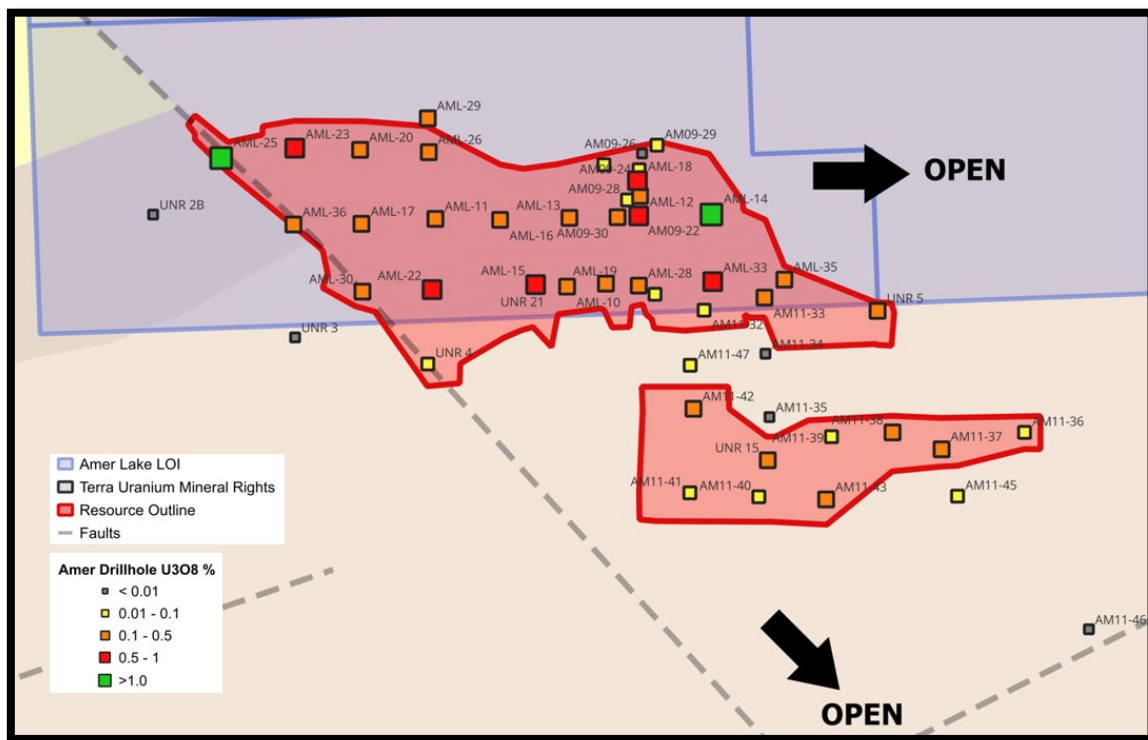 AML-29
AML-25
AML-23
AML-20
AML-26
AM09-26
AM09-29
AM09-24
AML-18
OPEN
UNR 2B
AM09-28
AML-36
AML-17
AML-11
AML-13
AML-12
AML-14
AML-16
AM09-30
AM09-22
AML-30
AML-22
AML-15
AML-19
AML-28
AML-33
AML-35
UNR 21
AML-10
UNR 5
AM11-32
AM11-33
UNR 3
UNR 4
AM11-47
AM11-34
AM11-42
AM11-35
AM11-39
AM11-38
AM11-36
UNR 15
AM11-37
AM11-41
AM11-40
AM11-43
AM11-45
AM11-46
OPEN
Amer Lake LOI
Terra Uranium Mineral Rights
Resource Outline
Faults
Amer Drillhole U3O8 %
< 0.01
0.01 - 0.1
0.1 - 0.5
0.5 - 1
>1.0